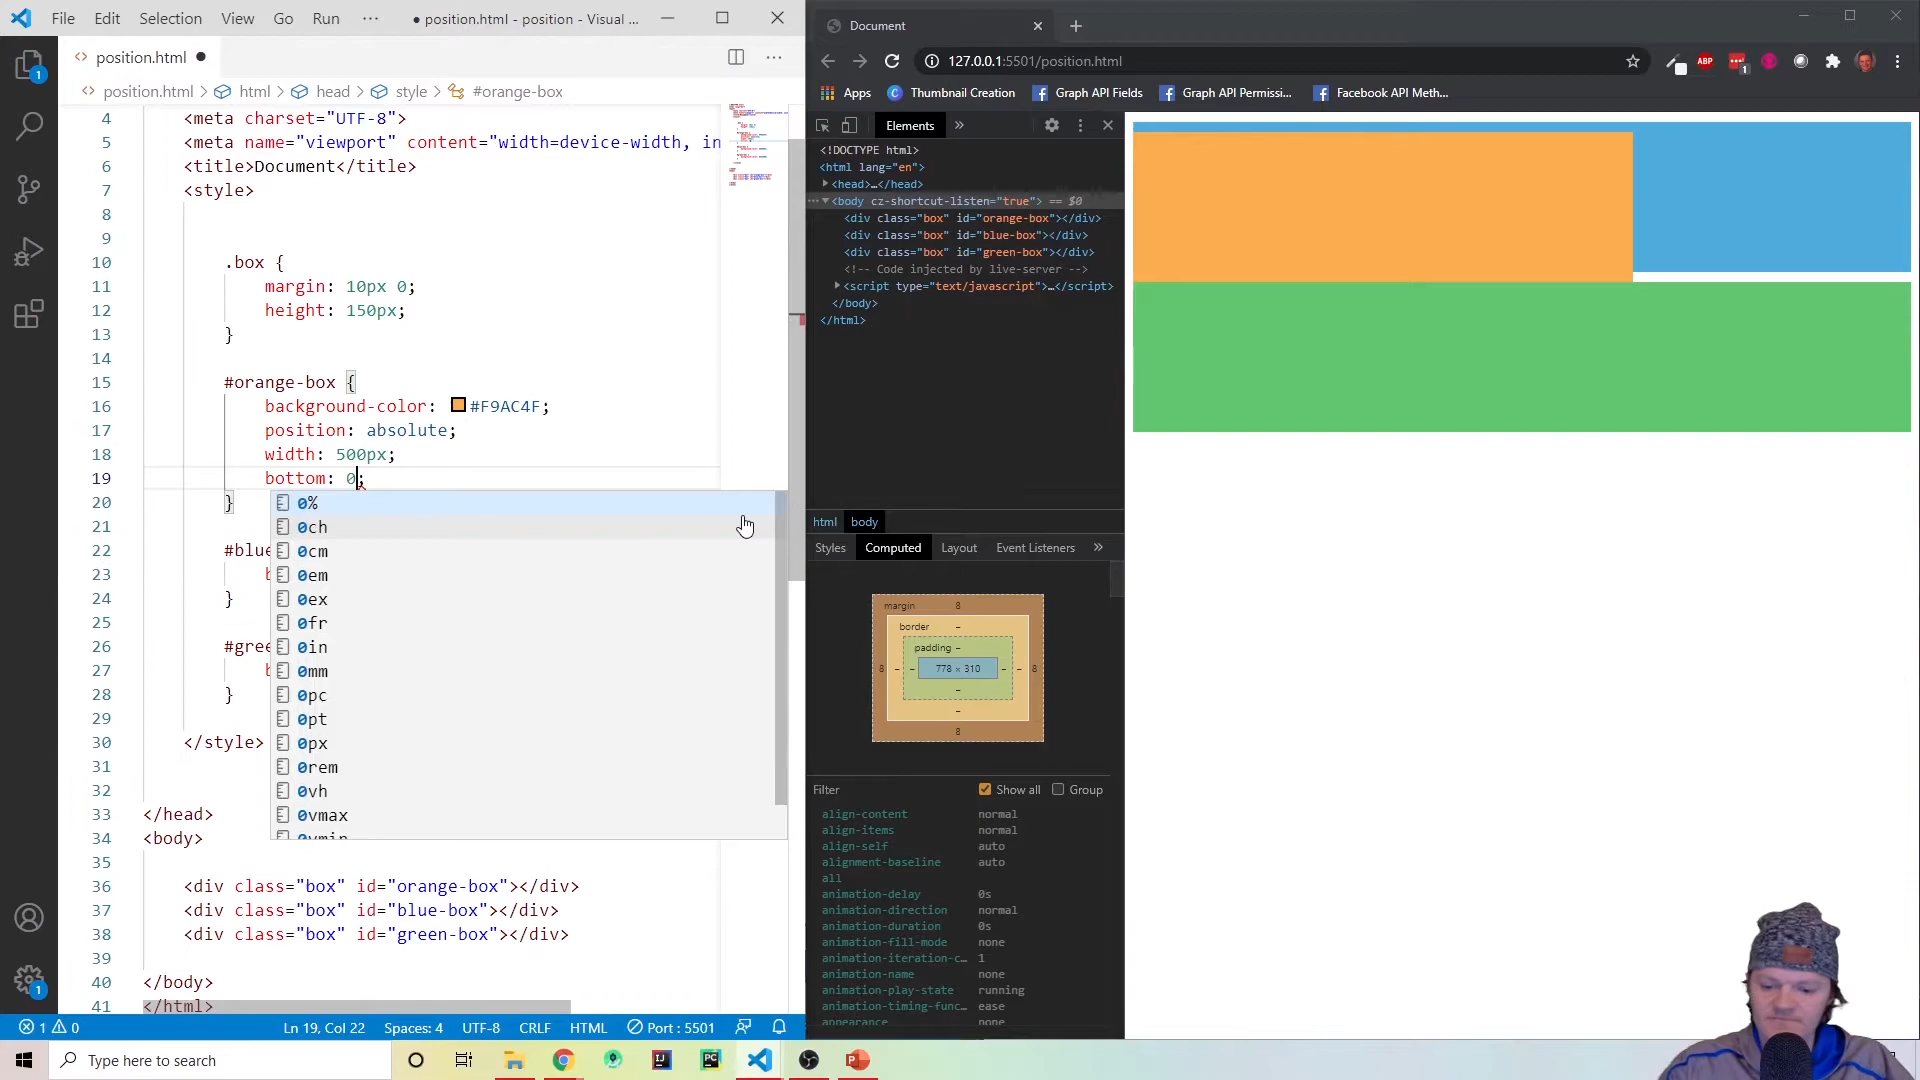 File Edit Selection View Go Run ··· ● position.html - position - Visual ...
position.html ●
position.html > html > head > style > #orange-box
4 <meta charset="UTF-8">
5 <meta name="viewport" content="width=device-width, in
6 <title>Document</title>
7 <style>
8
9
10 .box {
11 margin: 10px 0;
12 height: 150px;
13 }
14
15 #orange-box {
16 background-color: #F9AC4F;
17 position: absolute;
18 width: 500px;
19 bottom: 0;
20 }
0%
21
0ch
22 #blue
0cm
23 b
0em
24 }
0ex
25
0fr
26 #gree
0in
27 b
0mm
28 }
0pc
29
0pt
30 </style>
0px
31
0rem
32
0vh
33 </head>
0vmax
34 <body>
0vmin
35
36 <div class="box" id="orange-box"></div>
37 <div class="box" id="blue-box"></div>
38 <div class="box" id="green-box"></div>
39
40 </body>
41 </html>
1 0 Ln 19, Col 22 Spaces: 4 UTF-8 CRLF HTML Port : 5501
1
1
Type here to search
IJ
PC
Document
127.0.0.1:5501/position.html
ABP
1
Apps Thumbnail Creation Graph API Fields Graph API Permissi... Facebook API Meth...
Elements »
<!DOCTYPE html>
<html lang="en">
<head>…</head>
<body cz-shortcut-listen="true"> == $0
<div class="box" id="orange-box"></div>
<div class="box" id="blue-box"></div>
<div class="box" id="green-box"></div>
<!-- Code injected by live-server -->
<script type="text/javascript">…</script>
</body>
</html>
html body
Styles Computed Layout Event Listeners »
margin 8
border –
padding –
8 – – 778 × 310 – – 8
–
–
8
Filter Show all Group
align-content normal
align-items normal
align-self auto
alignment-baseline auto
all
animation-delay 0s
animation-direction normal
animation-duration 0s
animation-fill-mode none
animation-iteration-c… 1
animation-name none
animation-play-state running
animation-timing-func… ease
appearance none